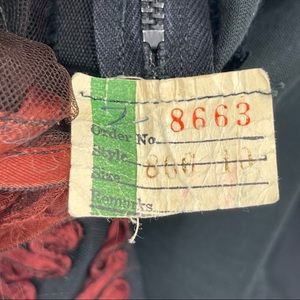 8663
Order No.
Style 860 10
Size
Remarks